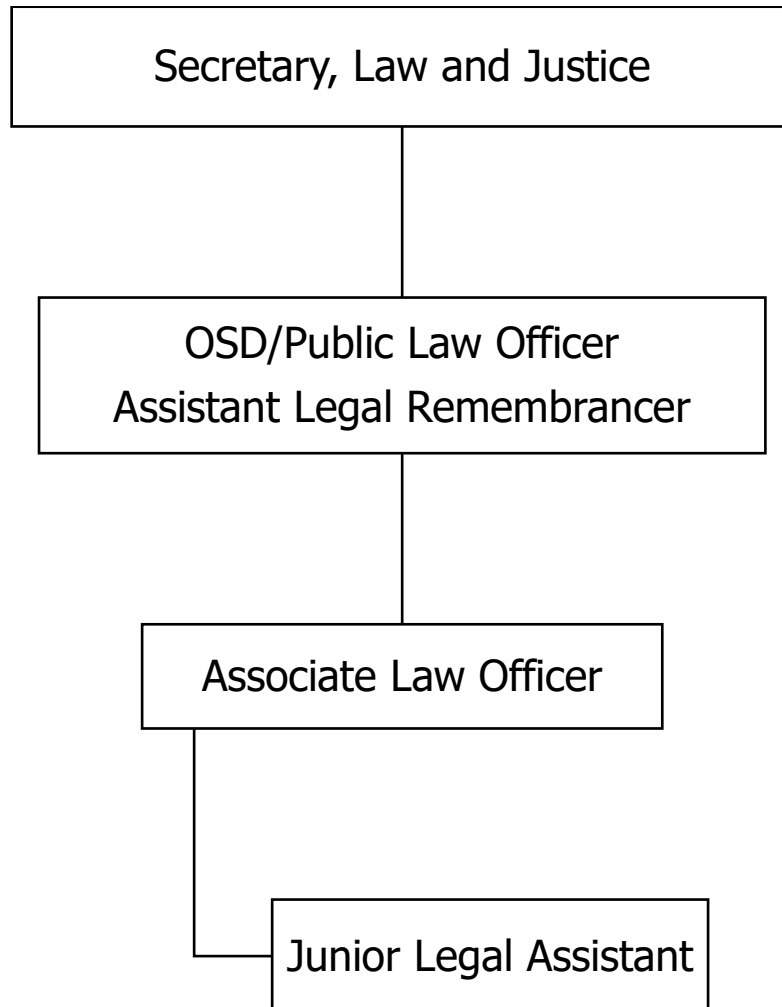 Secretary, Law and Justice
OSD/Public Law Officer
Assistant Legal Remembrancer
Associate Law Officer
Junior Legal Assistant